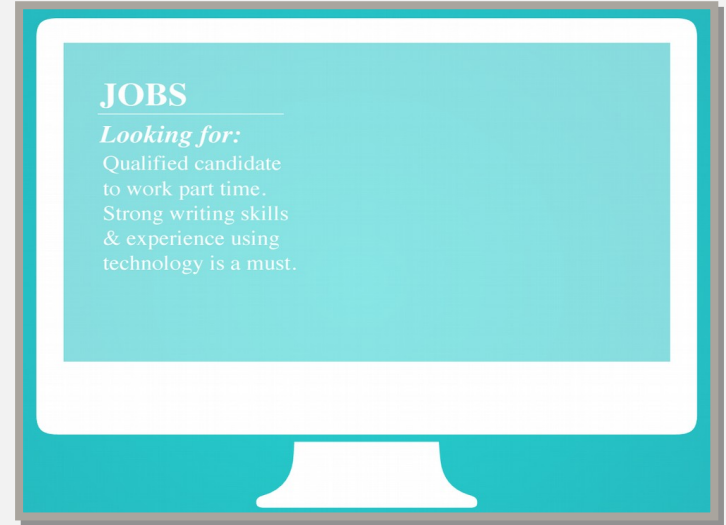 JOBS
Looking for:
Qualified candidate
to work part time.
Strong writing skills
& experience using
technology is a must.